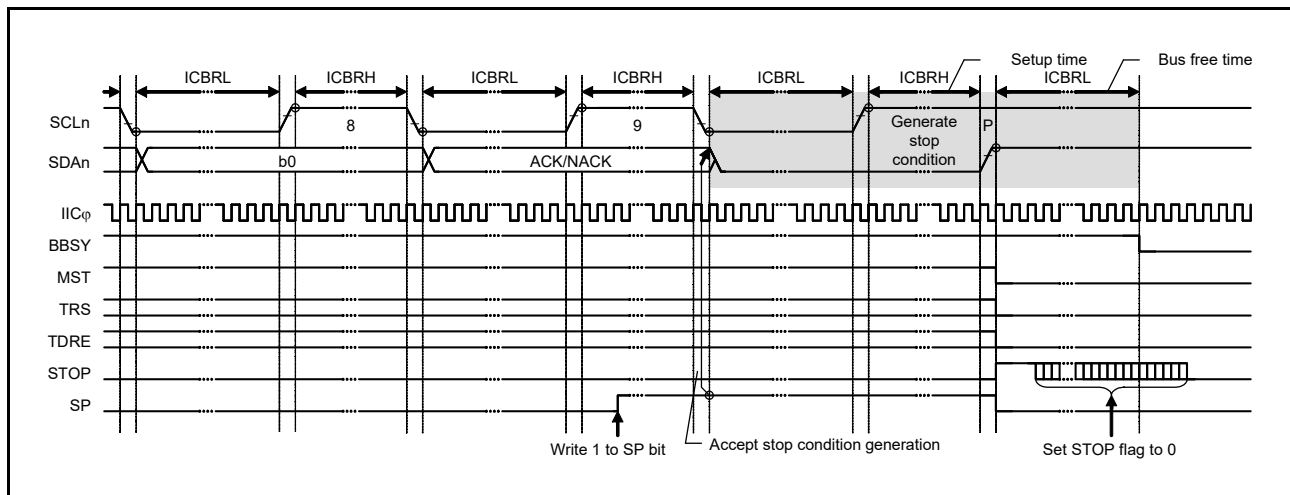 Setup time
Bus free time
ICBRL
ICBRH
ICBRL
ICBRH
ICBRL
ICBRH
ICBRL
SCLn
8
9
Generate
stop
condition
P
SDAn
b0
ACK/NACK
IICφ
BBSY
MST
TRS
TDRE
STOP
SP
Write 1 to SP bit
Accept stop condition generation
Set STOP flag to 0